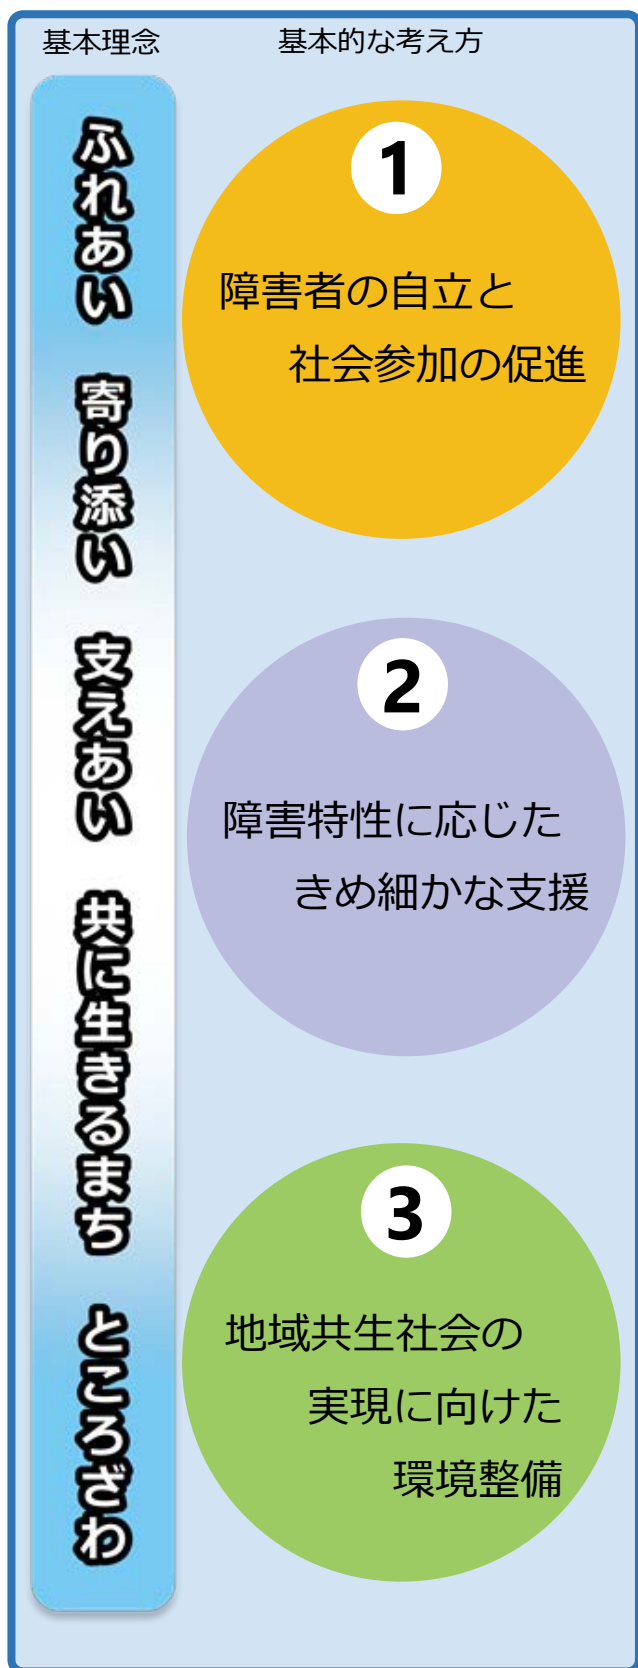 基本理念
基本的な考え方
ふれあい 寄り添い 支えあい 共に生きるまち ところざわ
1
障害者の自立と
社会参加の促進
2
障害特性に応じた
きめ細かな支援
3
地域共生社会の
実現に向けた
環境整備